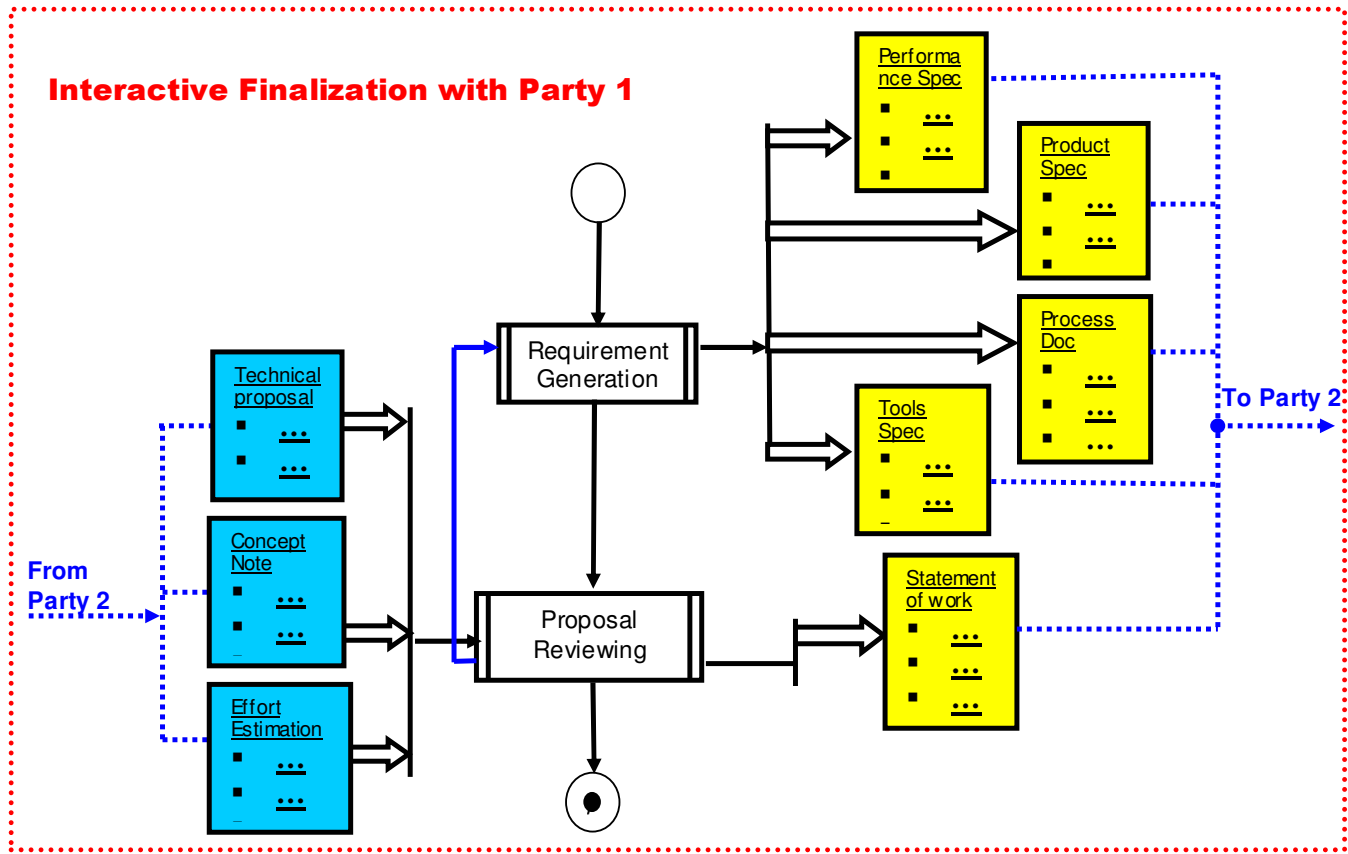 Interactive Finalization with Party 1
Performa
nce Spec
...
...
Product
Spec
...
...
Process
Doc
...
...
...
Requirement
Generation
Technical
proposal
...
...
Tools
Spec
...
...
To Party 2
Concept
Note
...
...
From
Party 2
Proposal
Reviewing
Statement
of work
...
...
...
Effort
Estimation
...
...